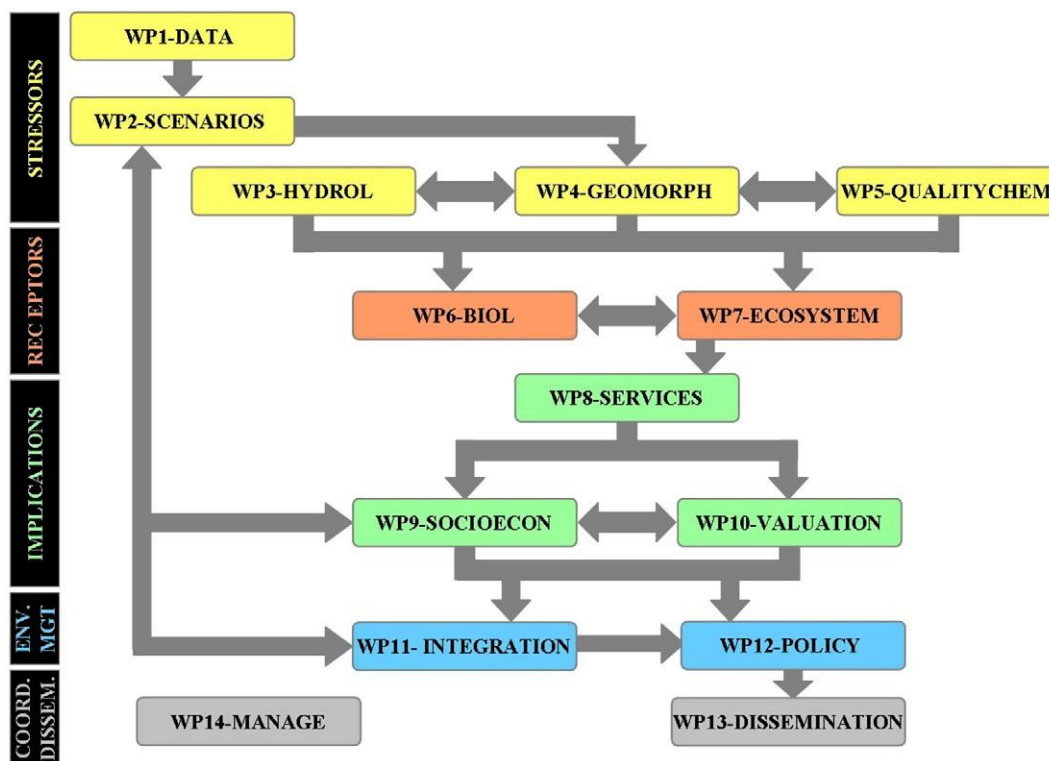 STRESSORS
WP1-DATA
WP2-SCENARIOS
WP3-HYDROL
WP4-GEOMORPH
WP5-QUALITYCHEM
REC EPTORS
WP6-BIOL
WP7-ECOSYSTEM
IMPLICATIONS
WP8-SERVICES
WP9-SOCIOECON
WP10-VALUATION
ENV.
MGT
WP11- INTEGRATION
WP12-POLICY
COORD.
DISSEM.
WP14-MANAGE
WP13-DISSEMINATION